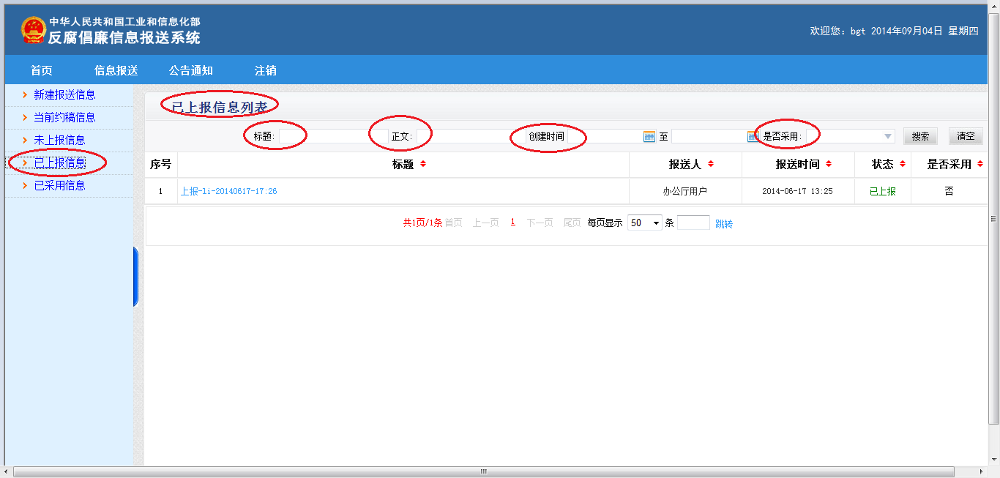 中华人民共和国工业和信息化部
反腐倡廉信息报送系统
欢迎您：bgt 2014年09月04日 星期四
首页 信息报送 公告通知 注销
新建报送信息
当前约稿信息
未上报信息
已上报信息
已采用信息
已上报信息列表
标题: 正文: 创建时间 至 是否采用: 搜索 清空
序号 标题 报送人 报送时间 状态 是否采用
1 上报-li-20140617-17:26 办公厅用户 2014-06-17 13:25 已上报 否
共1页/1条 首页 上一页 1 下一页 尾页 每页显示 50 条 跳转